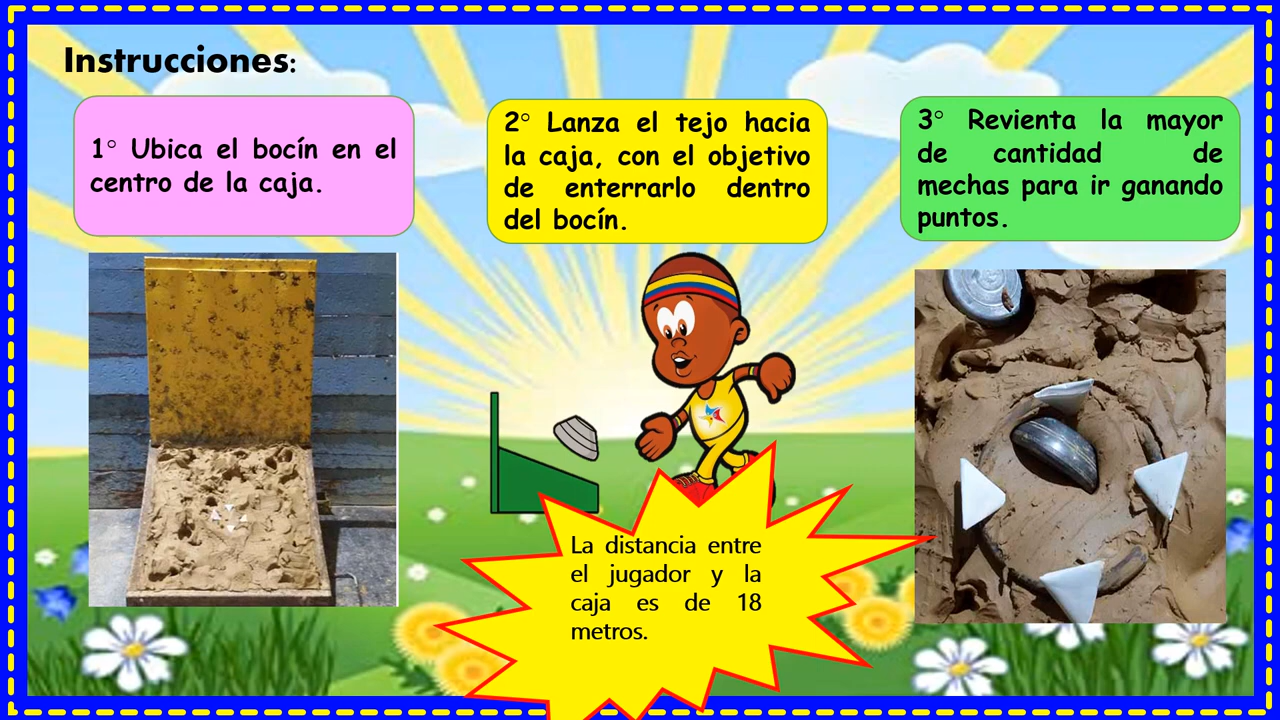 Instrucciones:
1° Ubica el bocín en el
centro de la caja.
2° Lanza el tejo hacia
la caja, con el objetivo
de enterrarlo dentro
del bocín.
3° Revienta la mayor
de cantidad de
mechas para ir ganando
puntos.
La distancia entre
el jugador y la
caja es de 18
metros.